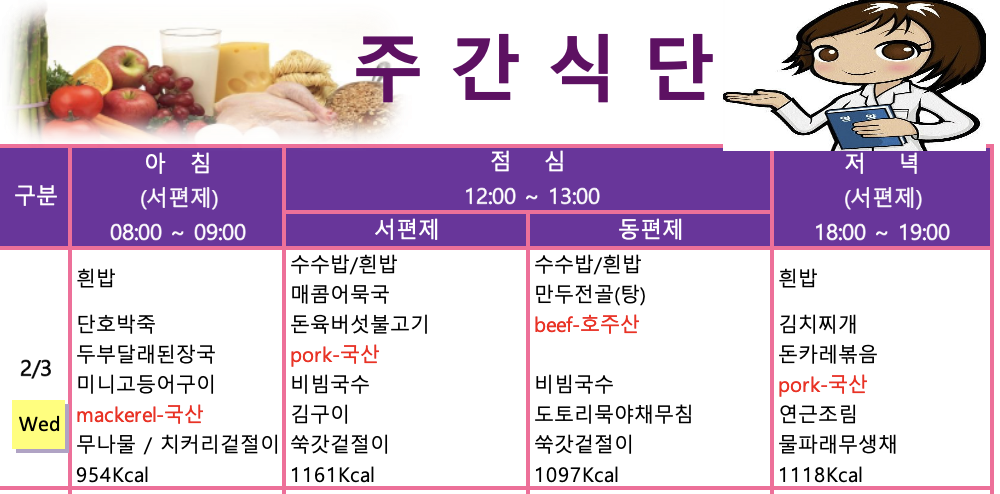 주 간 식 단
영 양
구분
아 침
(서편제)
08:00 ~ 09:00
점 심
12:00 ~ 13:00
서편제
동편제
저 녁
(서편제)
18:00 ~ 19:00
2/3
Wed
흰밥
단호박죽
두부달래된장국
미니고등어구이
mackerel-국산
무나물 / 치커리겉절이
954Kcal
수수밥/흰밥
매콤어묵국
돈육버섯불고기
pork-국산
비빔국수
김구이
쑥갓겉절이
1161Kcal
수수밥/흰밥
만두전골(탕)
beef-호주산
비빔국수
도토리묵야채무침
쑥갓겉절이
1097Kcal
흰밥
김치찌개
돈카레볶음
pork-국산
연근조림
물파래무생채
1118Kcal